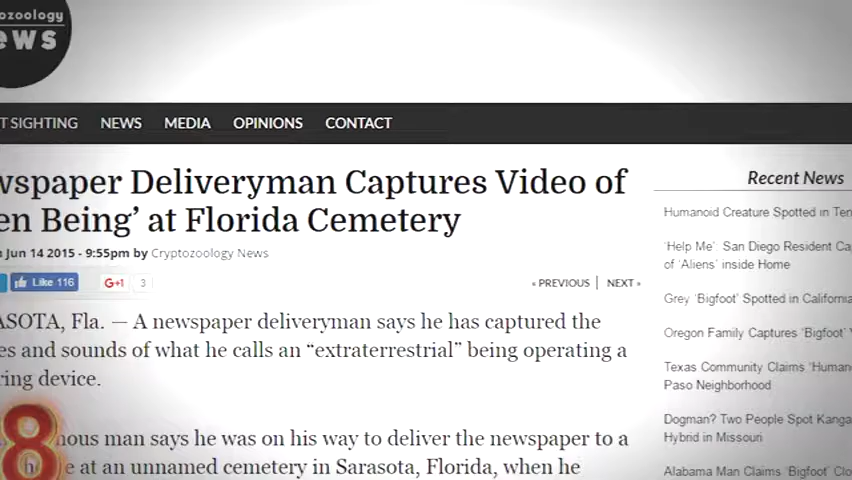 ozoology
ews
T SIGHTING NEWS MEDIA OPINIONS CONTACT
wspaper Deliveryman Captures Video of
en Being’ at Florida Cemetery
Jun 14 2015 - 9:55pm by Cryptozoology News
Like 116 G+1 3
« PREVIOUS | NEXT »
ASOTA, Fla. — A newspaper deliveryman says he has captured the
es and sounds of what he calls an “extraterrestrial” being operating a
ring device.
8
nous man says he was on his way to deliver the newspaper to a
e at an unnamed cemetery in Sarasota, Florida, when he
Recent News
Humanoid Creature Spotted in Ten
‘Help Me’: San Diego Resident Ca
of ‘Aliens’ inside Home
Grey ‘Bigfoot’ Spotted in California
Oregon Family Captures ‘Bigfoot’ V
Texas Community Claims ‘Human
Paso Neighborhood
Dogman? Two People Spot Kanga
Hybrid in Missouri
Alabama Man Claims ‘Bigfoot’ Clo